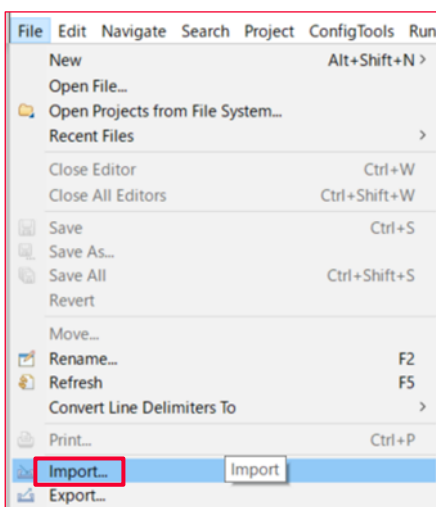 File Edit Navigate Search Project ConfigTools Run
New Alt+Shift+N >
Open File...
Open Projects from File System...
Recent Files >
Close Editor Ctrl+W
Close All Editors Ctrl+Shift+W
Save Ctrl+S
Save As...
Save All Ctrl+Shift+S
Revert
Move...
Rename... F2
Refresh F5
Convert Line Delimiters To >
Print... Ctrl+P
Import... Import
Export...